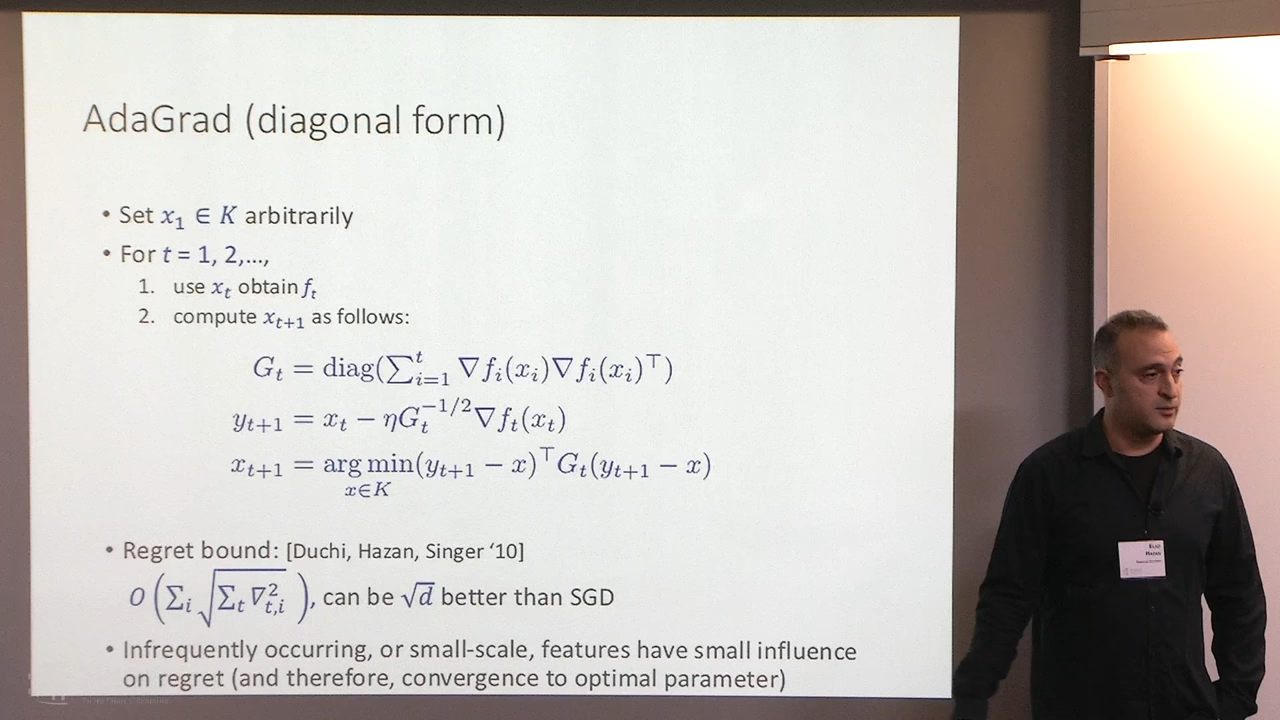 AdaGrad (diagonal form)
• Set x₁ ∈ K arbitrarily
• For t = 1, 2,...,
1. use xₜ obtain fₜ
2. compute xₜ₊₁ as follows:
Gₜ = diag(∑ᵢ₌₁ᵗ ∇fᵢ(xᵢ)∇fᵢ(xᵢ)^⊤)
yₜ₊₁ = xₜ − ηGₜ^{−1/2}∇fₜ(xₜ)
xₜ₊₁ = arg min(yₜ₊₁ − x)^⊤Gₜ(yₜ₊₁ − x)
x∈K
• Regret bound: [Duchi, Hazan, Singer ‘10]
O(∑ᵢ √(∑ₜ ∇²ₜ,ᵢ)), can be √d better than SGD
• Infrequently occurring, or small-scale, features have small influence
on regret (and therefore, convergence to optimal parameter)
Elad
Hazan